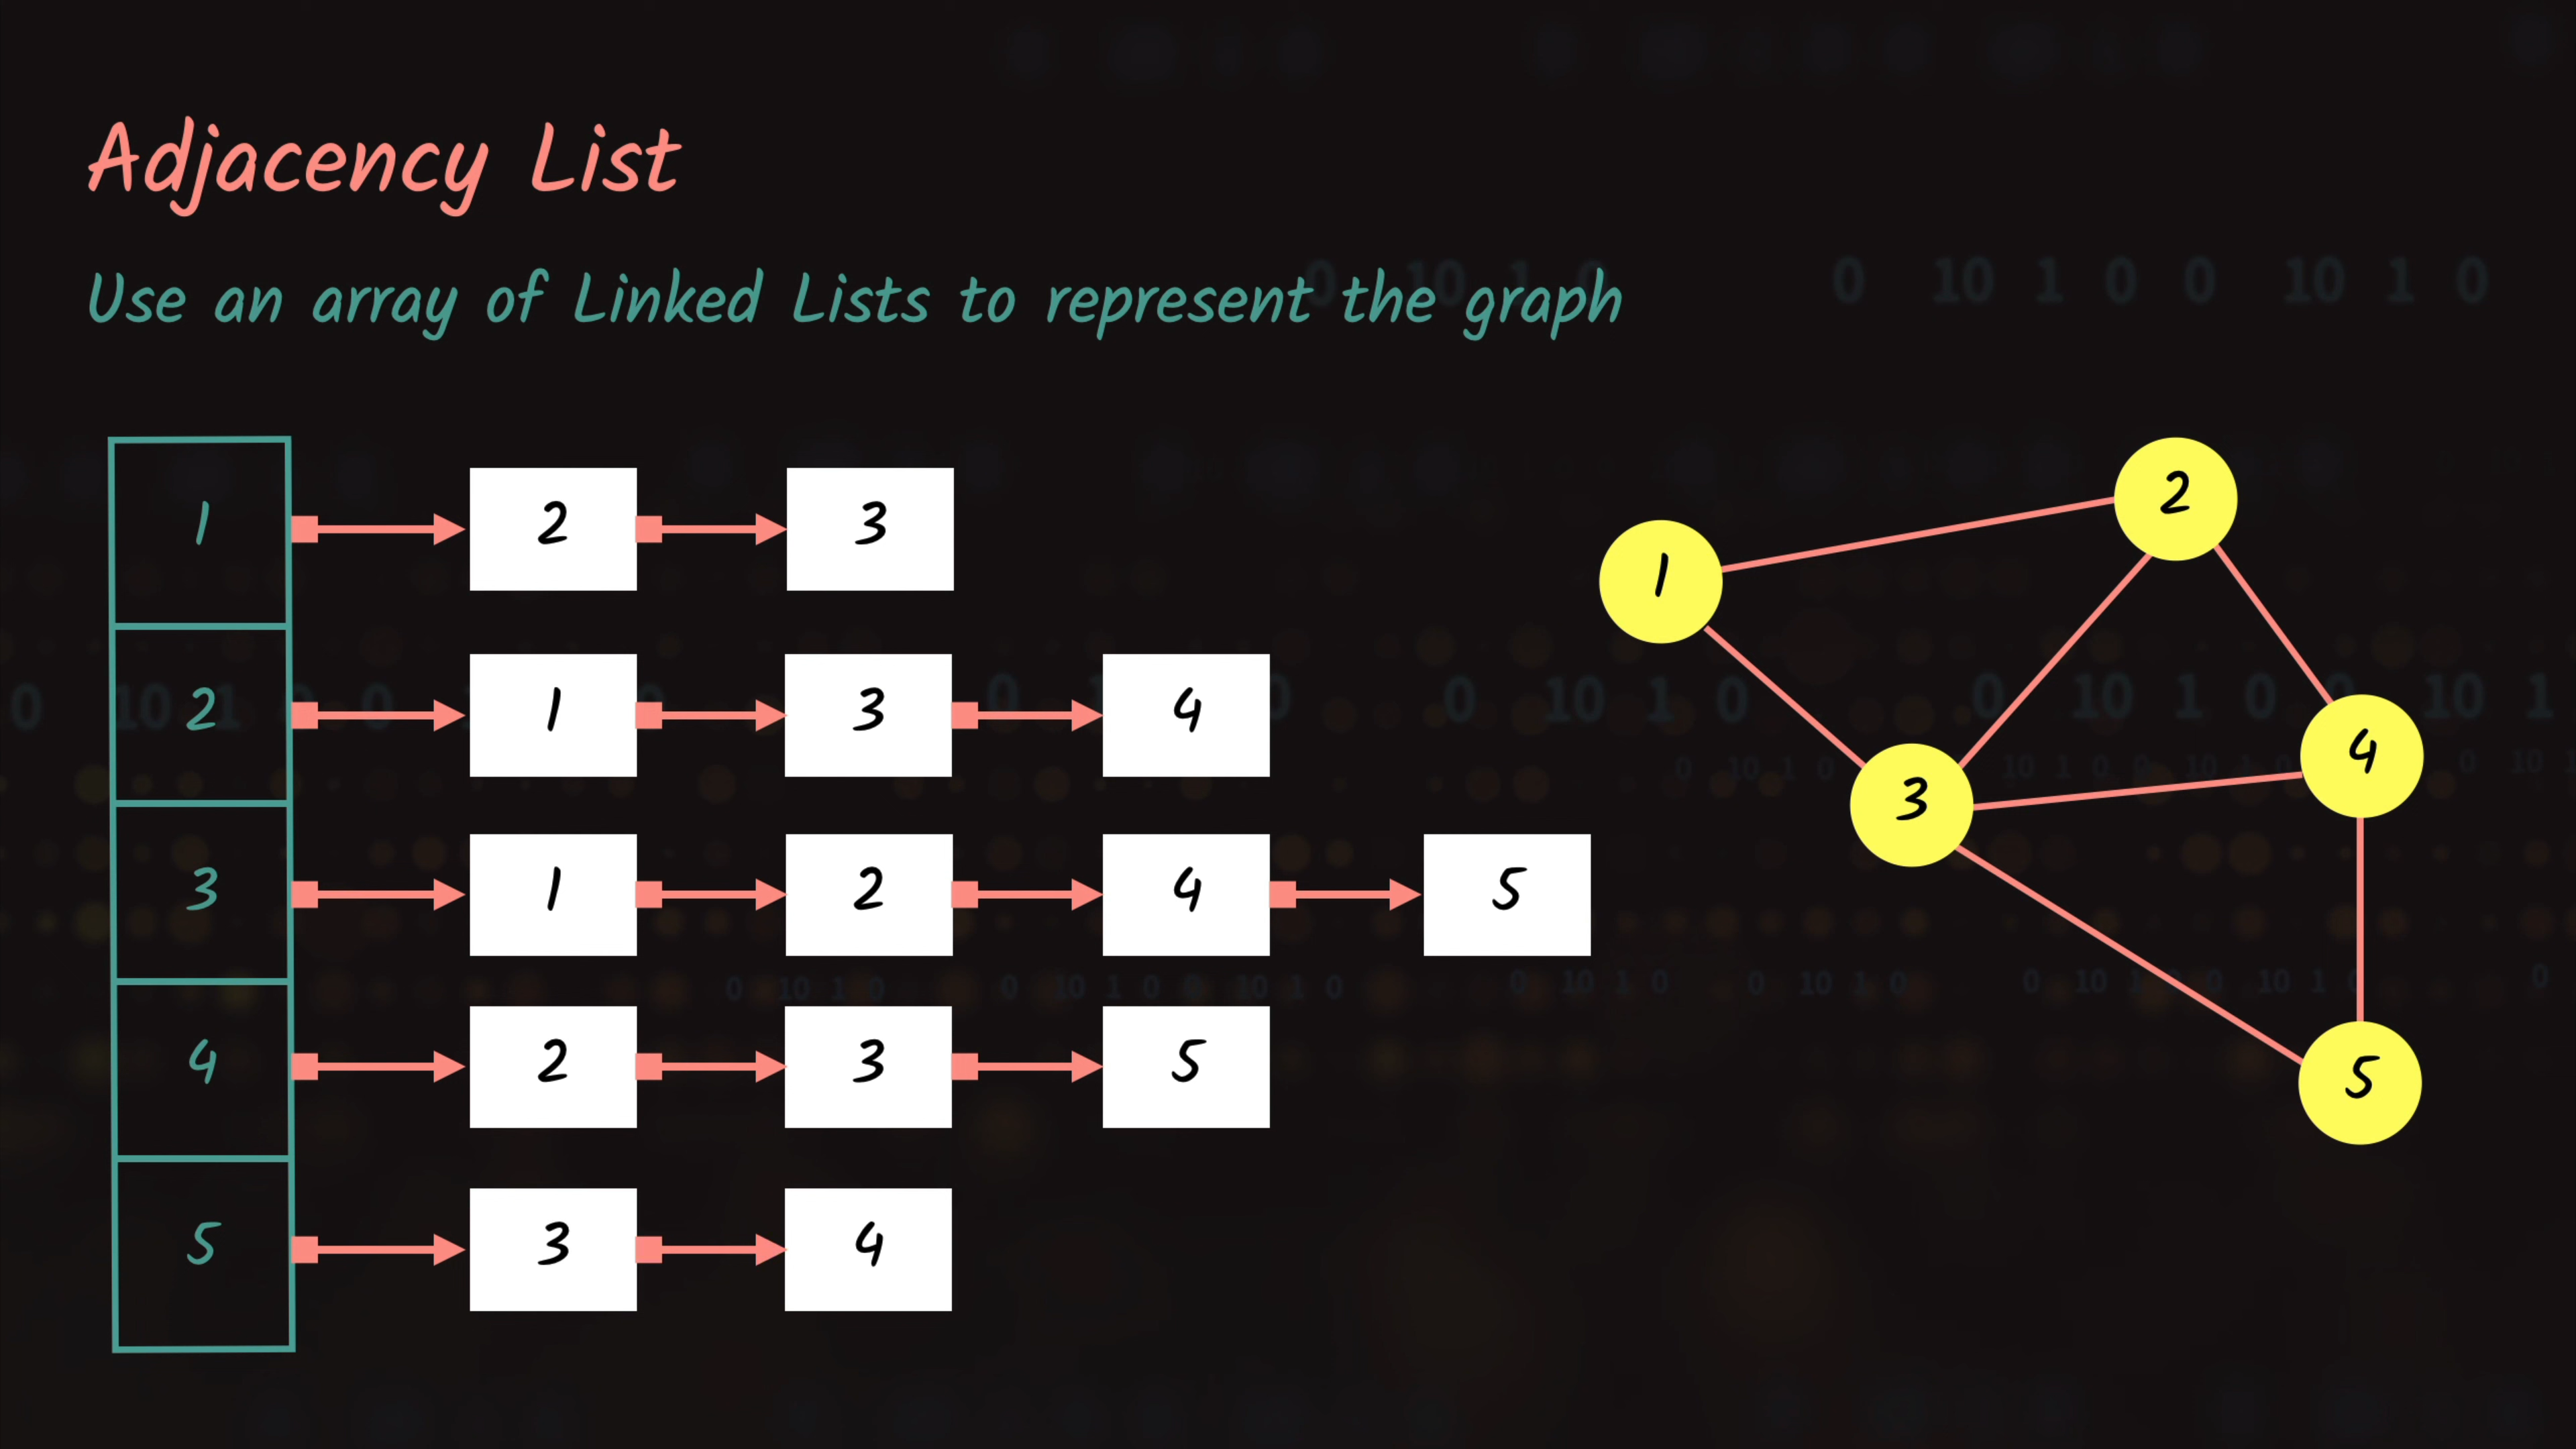 Adjacency List
Use an array of Linked Lists to represent the graph
1 2 3
2 1 3 4
3 1 2 4 5
4 2 3 5
5 3 4
2
1
4
3
5